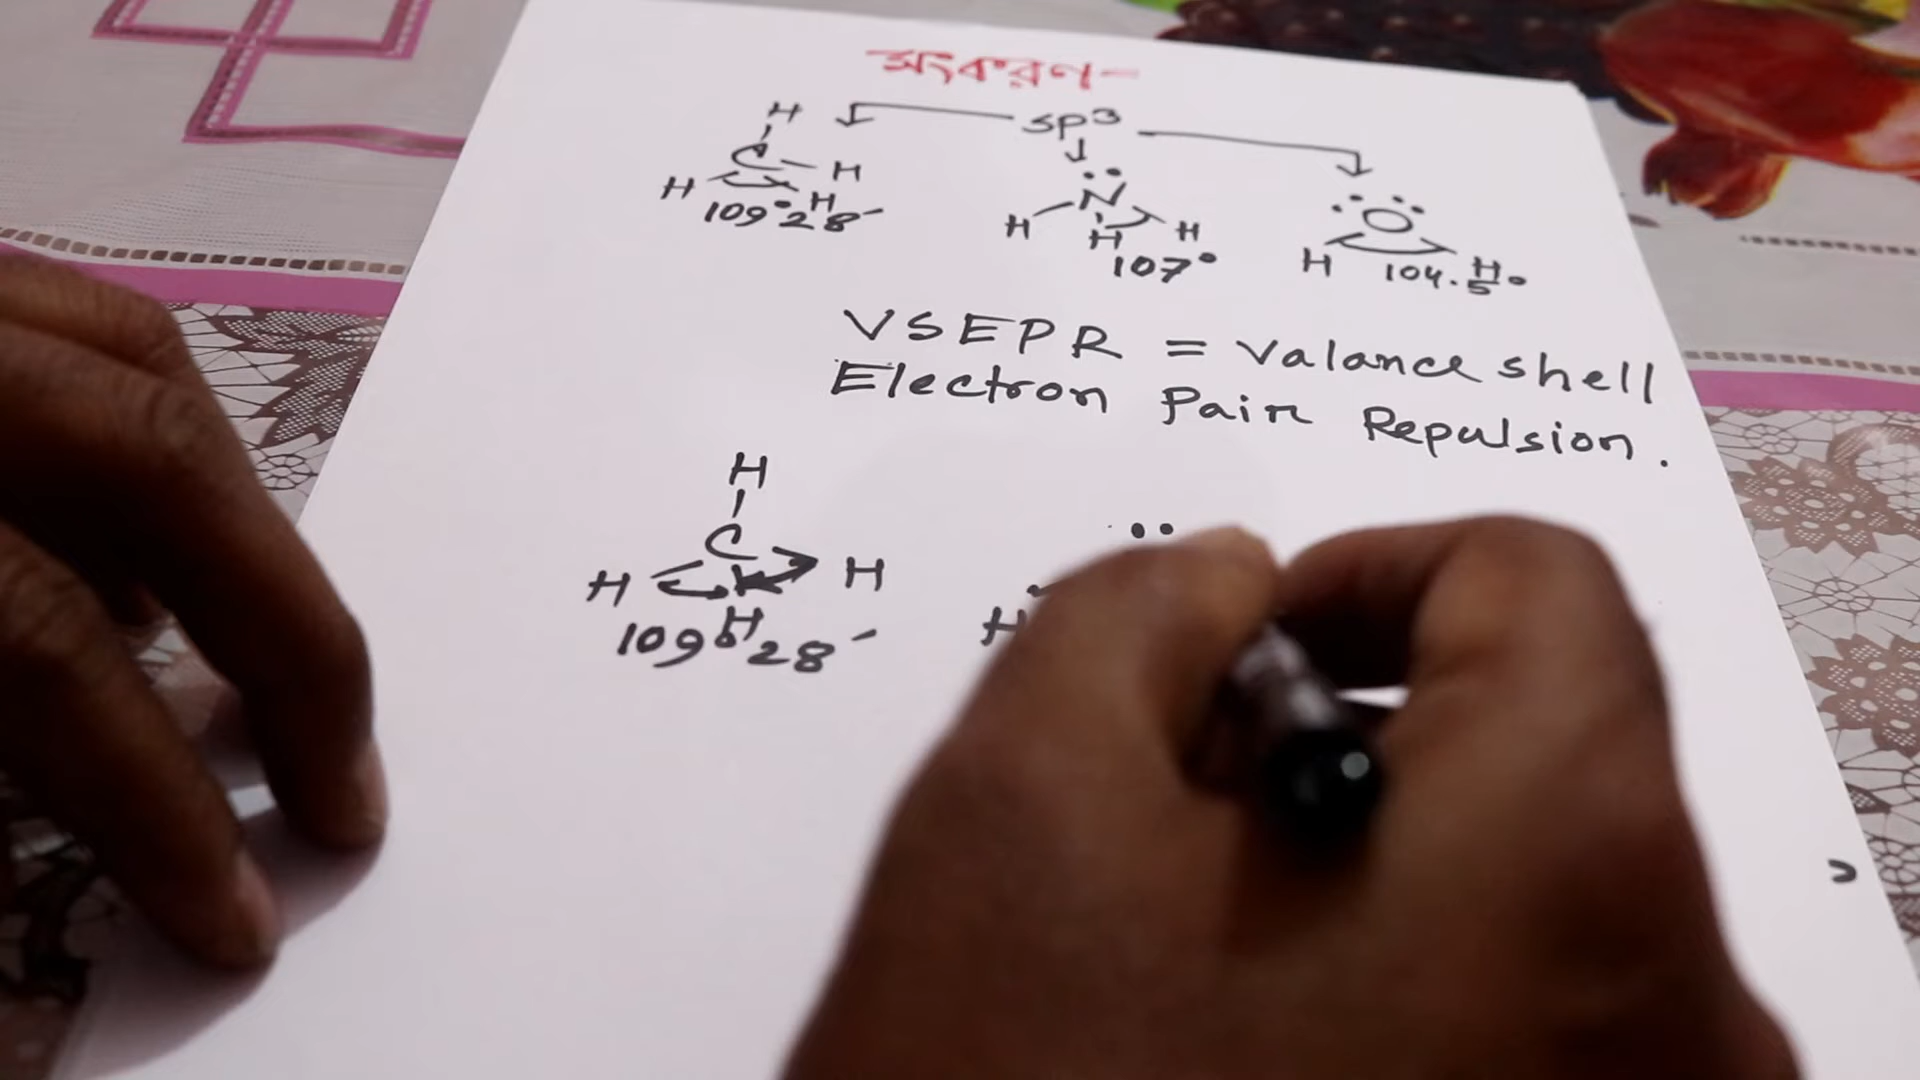 সংকরণ-
sp³
H
C
H
H
H
109°28′
N
H
H
H
107°
O
H
H
104.5°
VSEPR = Valance shell
Electron Pair Repulsion.
H
C
H
H
H
109°28′
H